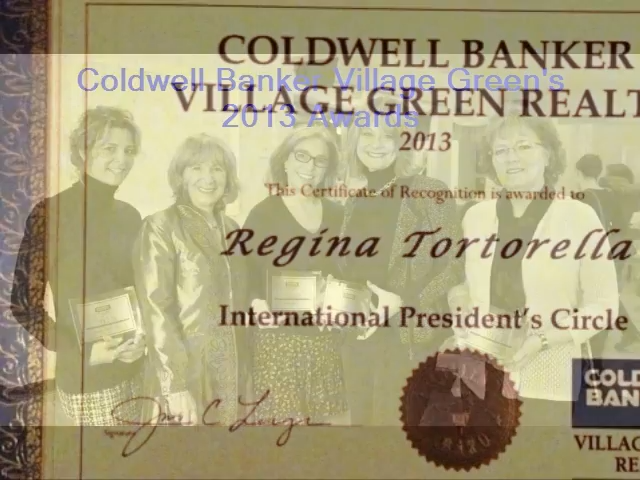 COLDWELL BANKER
Coldwell Banker Village Green's
VILLAGE GREEN REALT
2013 Awards
2013
This Certificate of Recognition is awarded to
Regina Tortorella
International President's Circle
COLD
BAN
VILLAG
RE